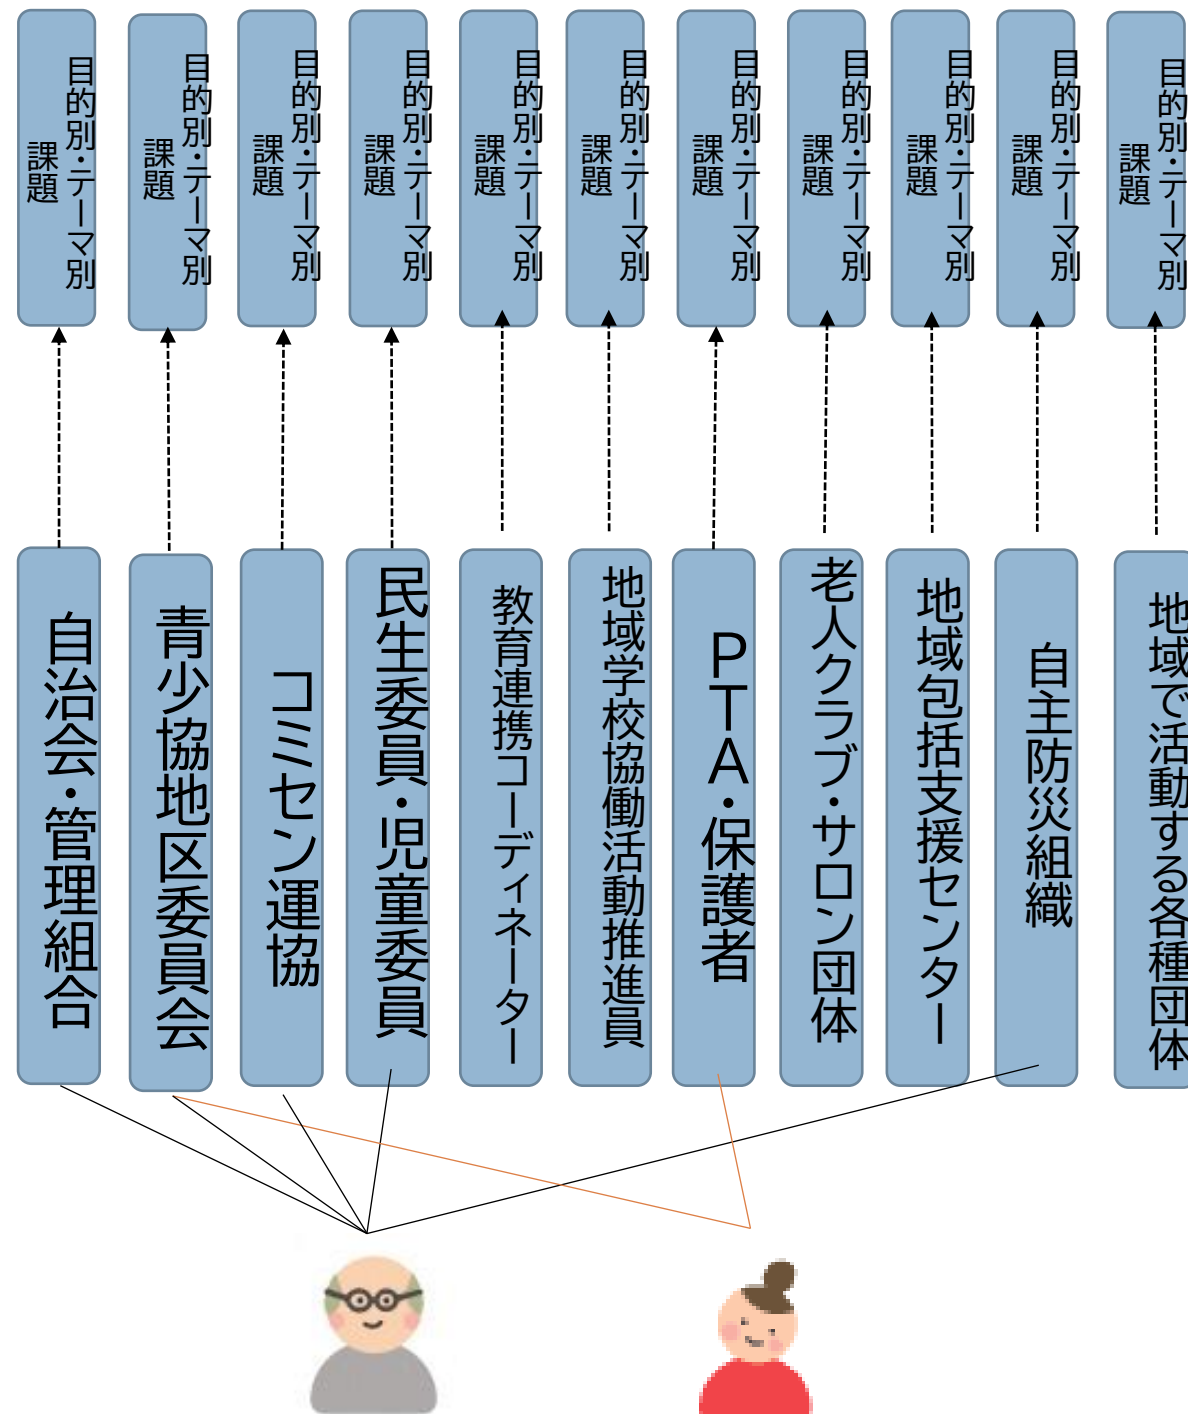 目的別・テーマ別
課題
目的別・テーマ別
課題
目的別・テーマ別
課題
目的別・テーマ別
課題
目的別・テーマ別
課題
目的別・テーマ別
課題
目的別・テーマ別
課題
目的別・テーマ別
課題
目的別・テーマ別
課題
目的別・テーマ別
課題
目的別・テーマ別
課題
自治会・管理組合
青少協地区委員会
コミセン運協
民生委員・児童委員
教育連携コーディネーター
地域学校協働活動推進員
PTA・保護者
老人クラブ・サロン団体
地域包括支援センター
自主防災組織
地域で活動する各種団体